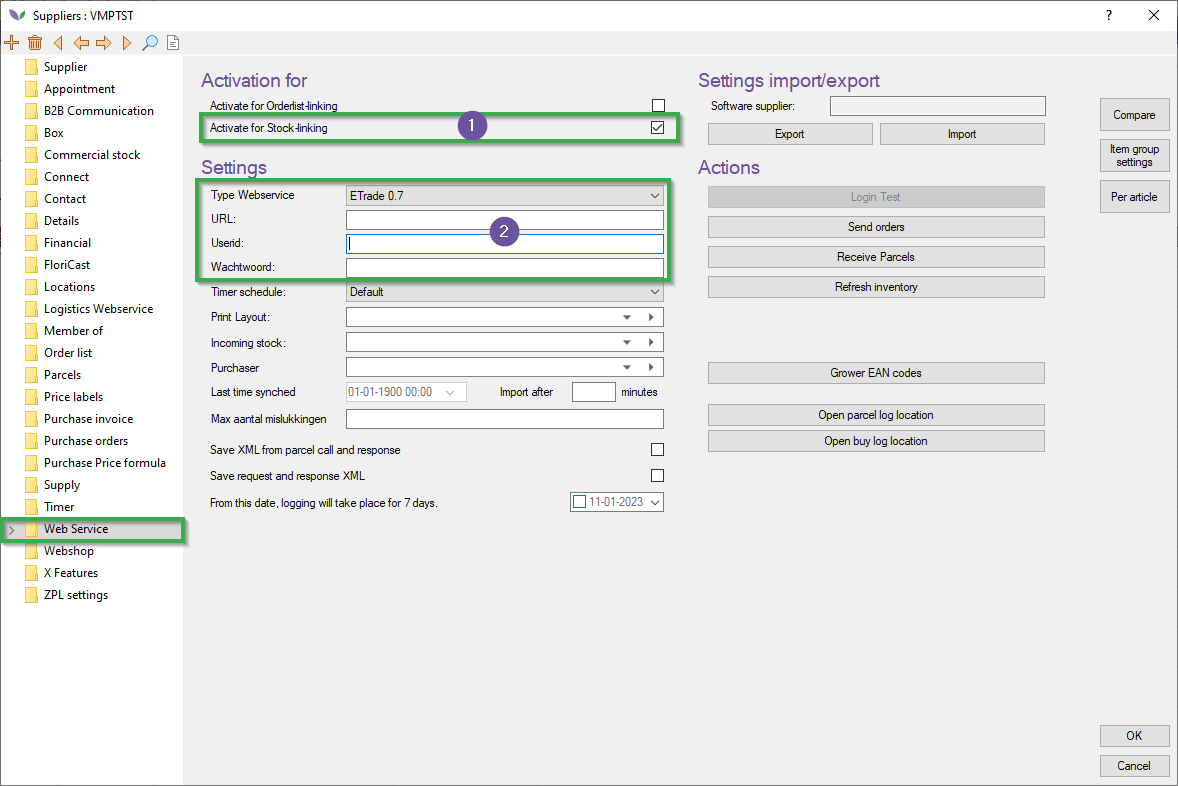 Suppliers : VMPTST
?
Supplier
Appointment
B2B Communication
Box
Commercial stock
Connect
Contact
Details
Financial
FloriCast
Locations
Logistics Webservice
Member of
Order list
Parcels
Price labels
Purchase invoice
Purchase orders
Purchase Price formula
Supply
Timer
Web Service
Webshop
X Features
ZPL settings
Activation for
Activate for Orderlist-linking
Activate for Stock-linking
1
Settings
Type Webservice ETrade 0.7
URL:
2
Userid:
Wachtwoord:
Timer schedule: Default
Print Layout:
Incoming stock:
Purchaser
Last time synched 01-01-1900 00:00 Import after minutes
Max aantal mislukkingen
Save XML from parcel call and response
Save request and response XML
From this date, logging will take place for 7 days. 11-01-2023
Settings import/export
Software supplier:
Export Import
Actions
Login Test
Send orders
Receive Parcels
Refresh inventory
Grower EAN codes
Open parcel log location
Open buy log location
Compare
Item group
settings
Per article
OK
Cancel